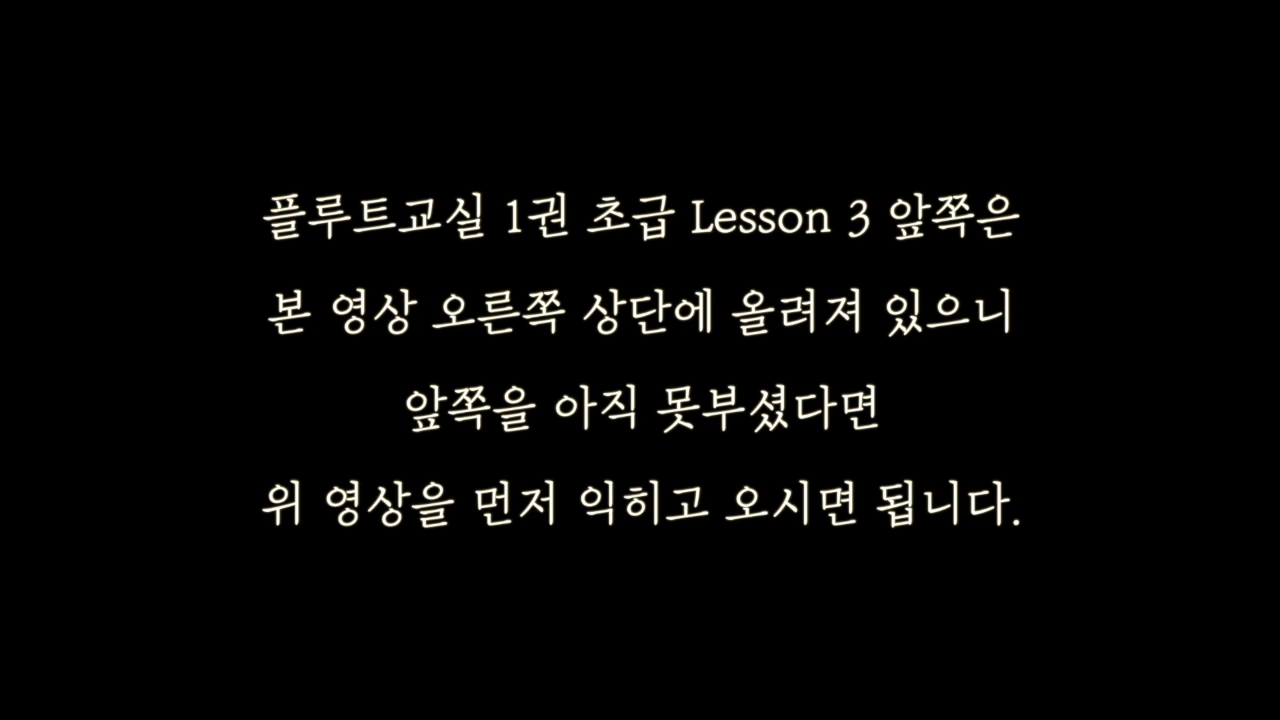 플루트교실 1권 초급 Lesson 3 앞쪽은
본 영상 오른쪽 상단에 올려져 있으니
앞쪽을 아직 못부셨다면
위 영상을 먼저 익히고 오시면 됩니다.